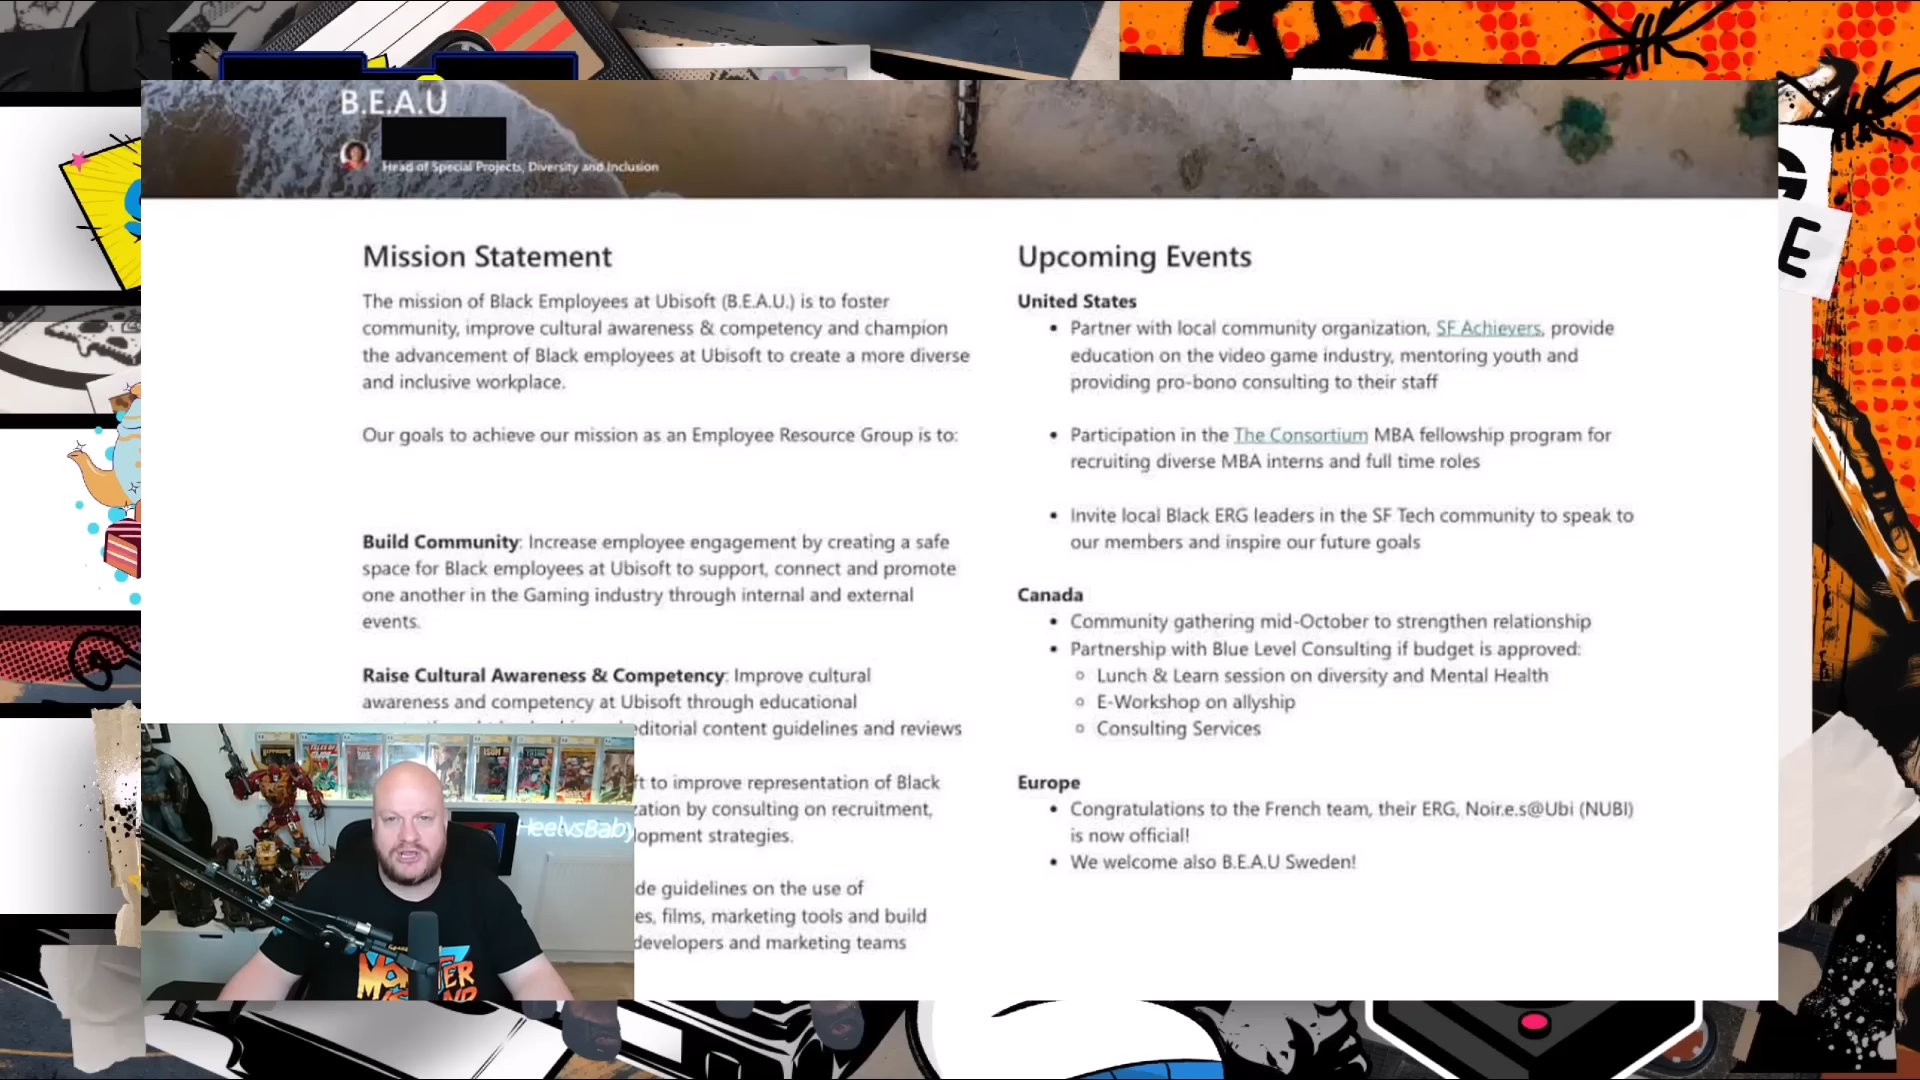 B.E.A.U
Head of Special Projects, Diversity and Inclusion
Mission Statement
The mission of Black Employees at Ubisoft (B.E.A.U.) is to foster
community, improve cultural awareness & competency and champion
the advancement of Black employees at Ubisoft to create a more diverse
and inclusive workplace.
Our goals to achieve our mission as an Employee Resource Group is to:
Build Community: Increase employee engagement by creating a safe
space for Black employees at Ubisoft to support, connect and promote
one another in the Gaming industry through internal and external
events.
Raise Cultural Awareness & Competency: Improve cultural
awareness and competency at Ubisoft through educational
editorial content guidelines and reviews
to improve representation of Black
by consulting on recruitment,
strategies.
guidelines on the use of
films, marketing tools and build
developers and marketing teams
Upcoming Events
United States
• Partner with local community organization, SF Achievers, provide
education on the video game industry, mentoring youth and
providing pro-bono consulting to their staff
• Participation in the The Consortium MBA fellowship program for
recruiting diverse MBA interns and full time roles
• Invite local Black ERG leaders in the SF Tech community to speak to
our members and inspire our future goals
Canada
• Community gathering mid-October to strengthen relationship
• Partnership with Blue Level Consulting if budget is approved:
○ Lunch & Learn session on diversity and Mental Health
○ E-Workshop on allyship
○ Consulting Services
Europe
• Congratulations to the French team, their ERG, Noir.e.s@Ubi (NUBI)
is now official!
• We welcome also B.E.A.U Sweden!
HeelvsBaby
E